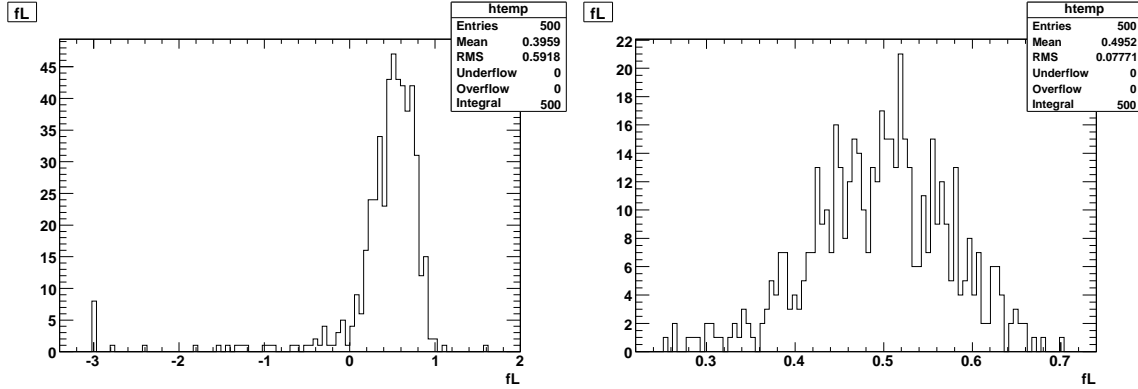 fL
htemp
Entries 500
Mean 0.3959
RMS 0.5918
Underflow 0
Overflow 0
Integral 500
45
40
35
30
25
20
15
10
5
0
-3 -2 -1 0 1 2
fL
fL
htemp
Entries 500
Mean 0.4952
RMS 0.07771
Underflow 0
Overflow 0
Integral 500
22
20
18
16
14
12
10
8
6
4
2
0
0.3 0.4 0.5 0.6 0.7
fL